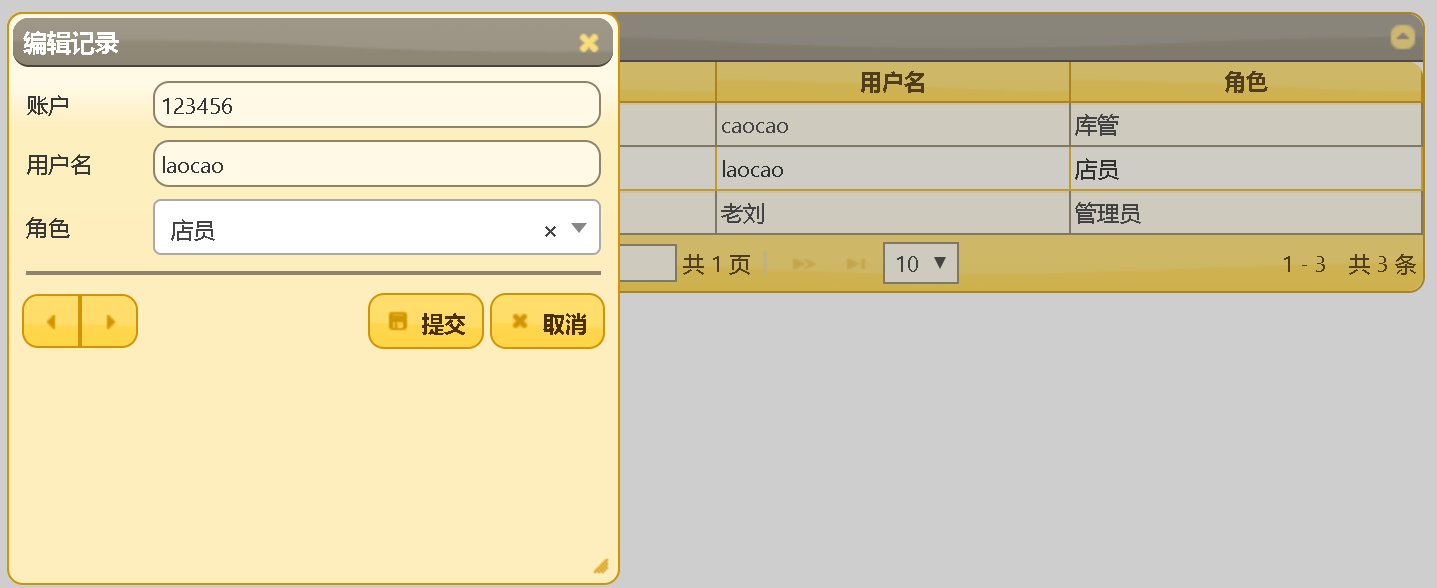 编辑记录
账户 123456
用户名 laocao
角色 店员 ×
提交 取消
用户名 角色
caocao 库管
laocao 店员
老刘 管理员
共 1 页 10 1 - 3 共 3 条